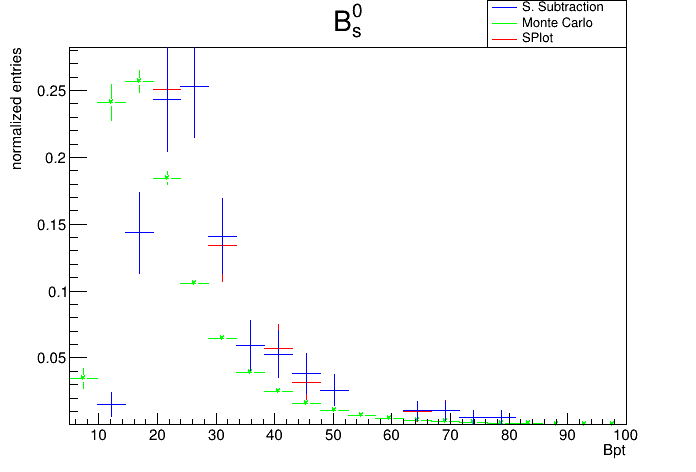 B_s^0
S. Subtraction
Monte Carlo
SPlot
normalized entries
0.25
0.2
0.15
0.1
0.05
10 20 30 40 50 60 70 80 90 100
Bpt